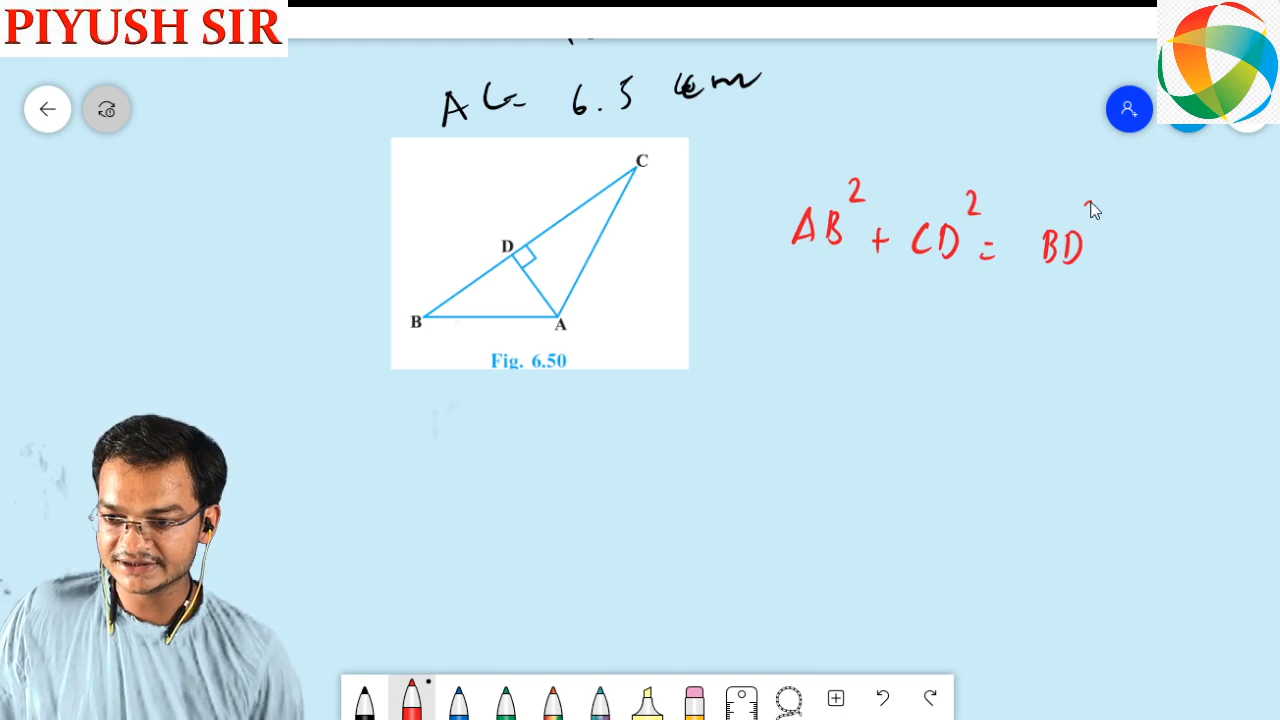 PIYUSH SIR
AC= 6.5 cm
C
D
B
A
Fig. 6.50
AB² + CD² = BD²